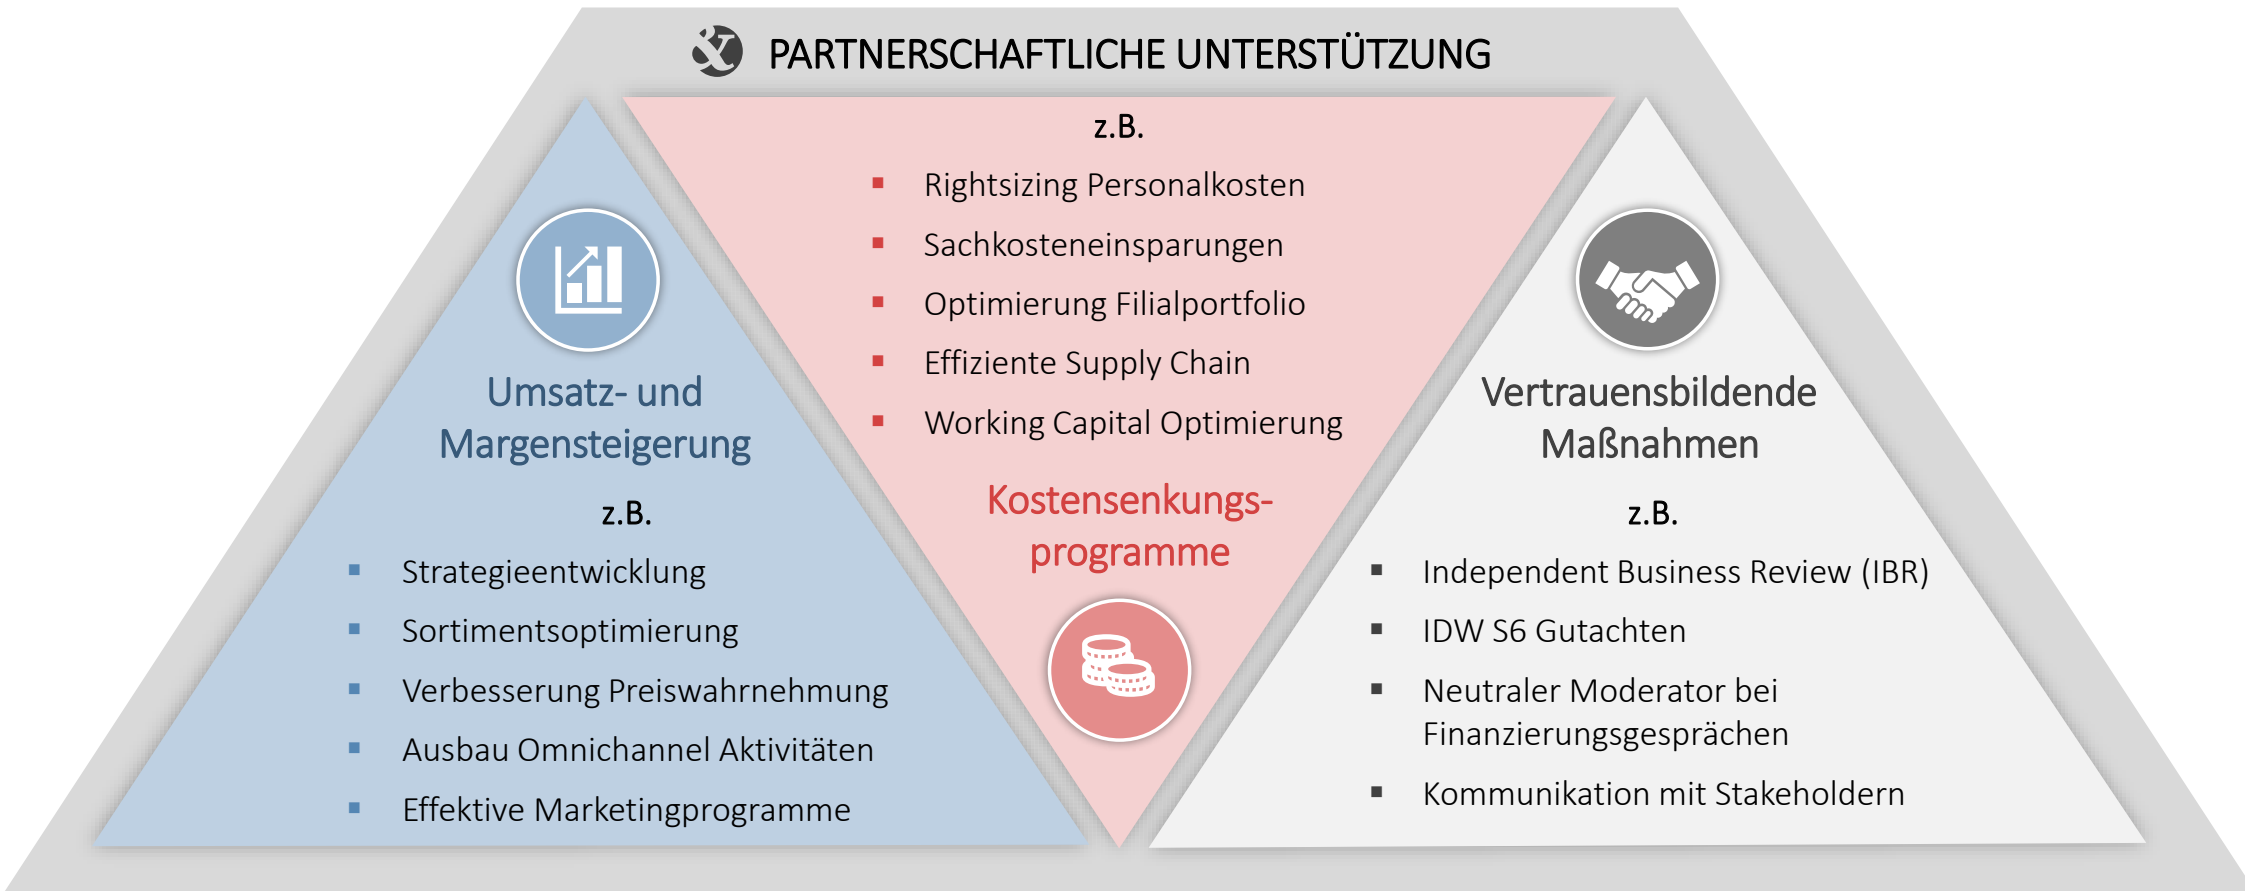 & PARTNERSCHAFTLICHE UNTERSTÜTZUNG
Umsatz- und
Margensteigerung
z.B.
▪ Strategieentwicklung
▪ Sortimentsoptimierung
▪ Verbesserung Preiswahrnehmung
▪ Ausbau Omnichannel Aktivitäten
▪ Effektive Marketingprogramme
z.B.
▪ Rightsizing Personalkosten
▪ Sachkosteneinsparungen
▪ Optimierung Filialportfolio
▪ Effiziente Supply Chain
▪ Working Capital Optimierung
Kostensenkungs-
programme
Vertrauensbildende
Maßnahmen
z.B.
▪ Independent Business Review (IBR)
▪ IDW S6 Gutachten
▪ Neutraler Moderator bei
Finanzierungsgesprächen
▪ Kommunikation mit Stakeholdern